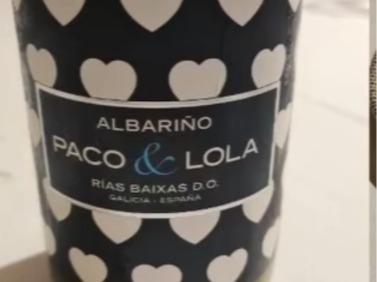 ALBARIÑO
PACO & LOLA
RÍAS BAIXAS D.O.
GALICIA - ESPAÑA